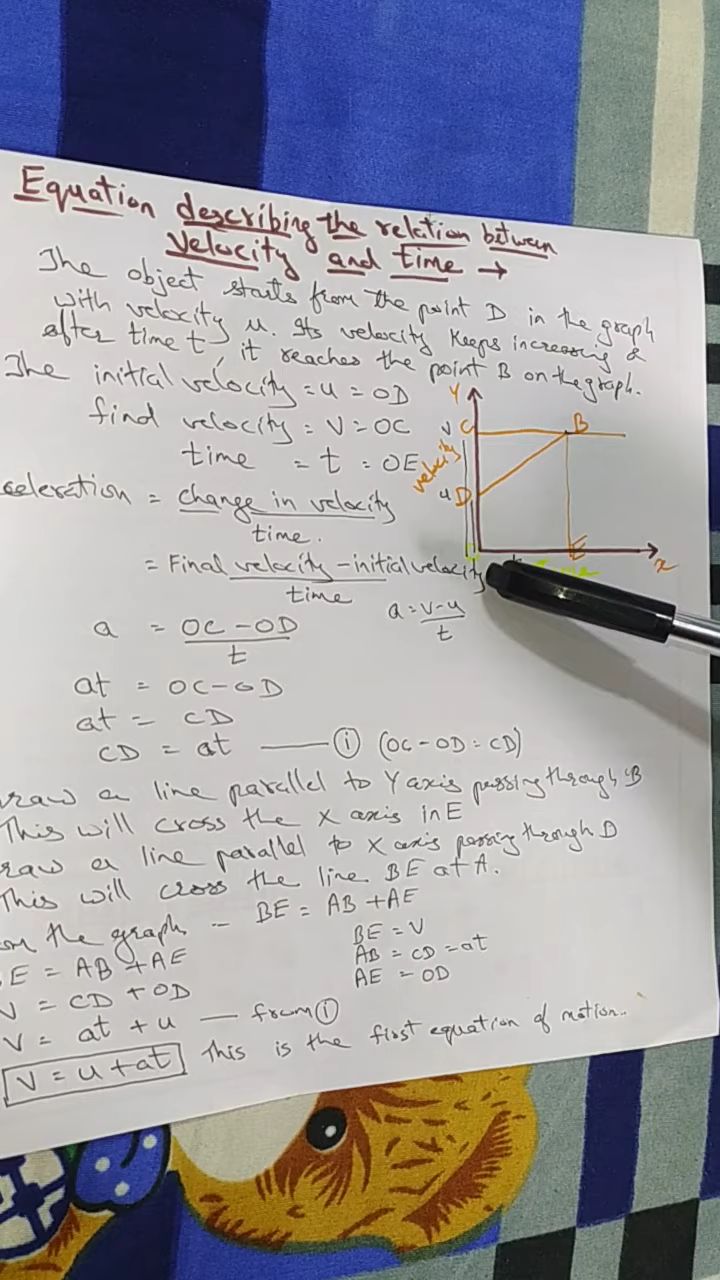 Equation describing the relation between
Velocity and time →
The object starts from the point D in the graph
with velocity u. Its velocity keeps increasing &
after time t, it reaches the point B on the graph.
The initial velocity = u = OD
find velocity = V = OC
time = t = OE
celeration = change in velocity
time.
= Final velocity - initial velocity
time
a = OC - OD
t
a = v - u
t
at = OC - OD
at = CD
CD = at —— ① (OC - OD = CD)
raw a line parallel to Y axis passing through B
This will cross the X axis in E
raw a line parallel to X axis passing through D
This will cross the line BE at A.
om the graph - BE = AB + AE
BE = AB + AE
BE = V
AB = CD = at
AE = OD
V = CD + OD
V = at + u — from ①
V = u + at This is the first equation of motion..
Y
V C B
velocity
u D
E x